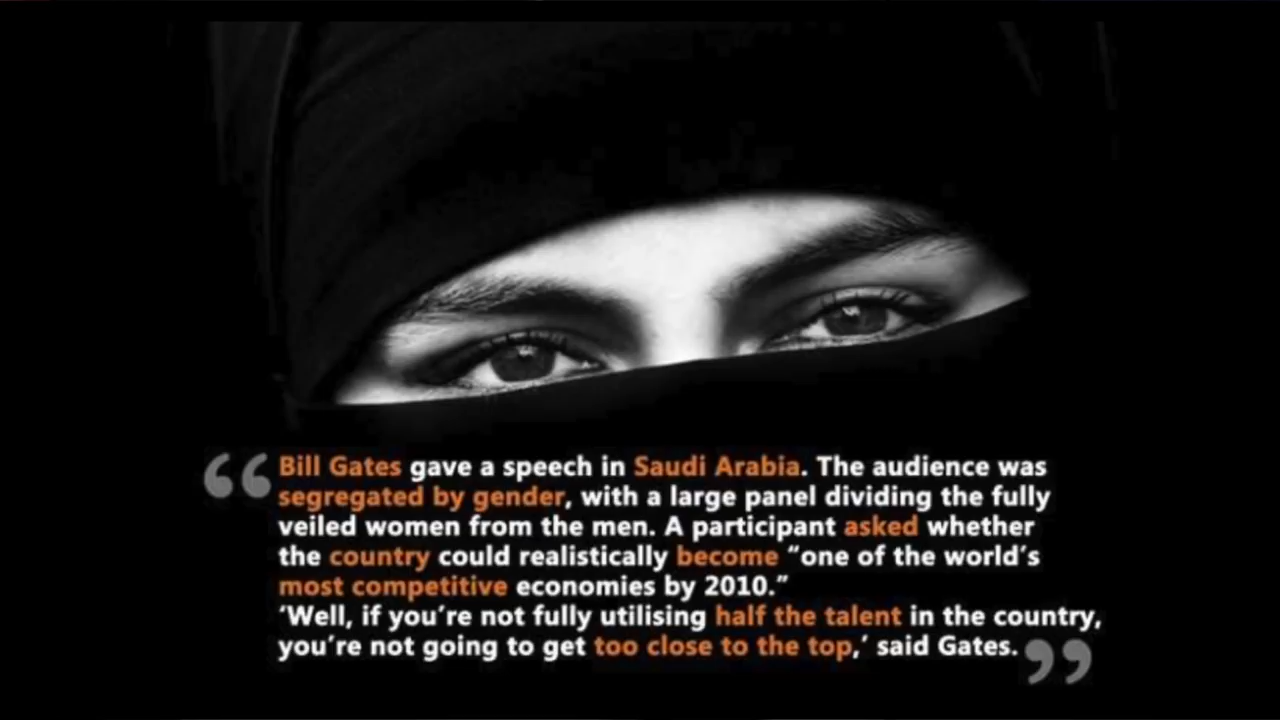 “Bill Gates gave a speech in Saudi Arabia. The audience was
segregated by gender, with a large panel dividing the fully
veiled women from the men. A participant asked whether
the country could realistically become “one of the world’s
most competitive economies by 2010.”
‘Well, if you’re not fully utilising half the talent in the country,
you’re not going to get too close to the top,’ said Gates.”